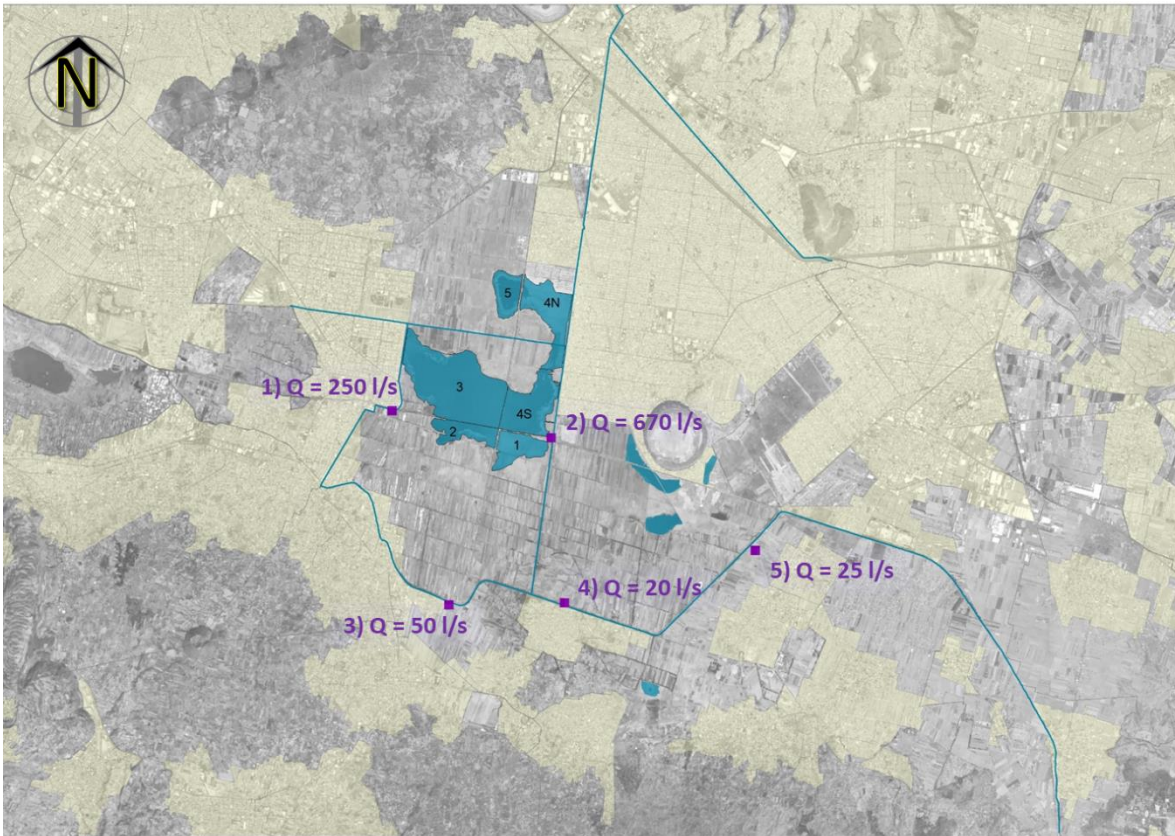 N
5
4N
3
1) Q = 250 l/s
4S
2) Q = 670 l/s
2
1
5) Q = 25 l/s
4) Q = 20 l/s
3) Q = 50 l/s